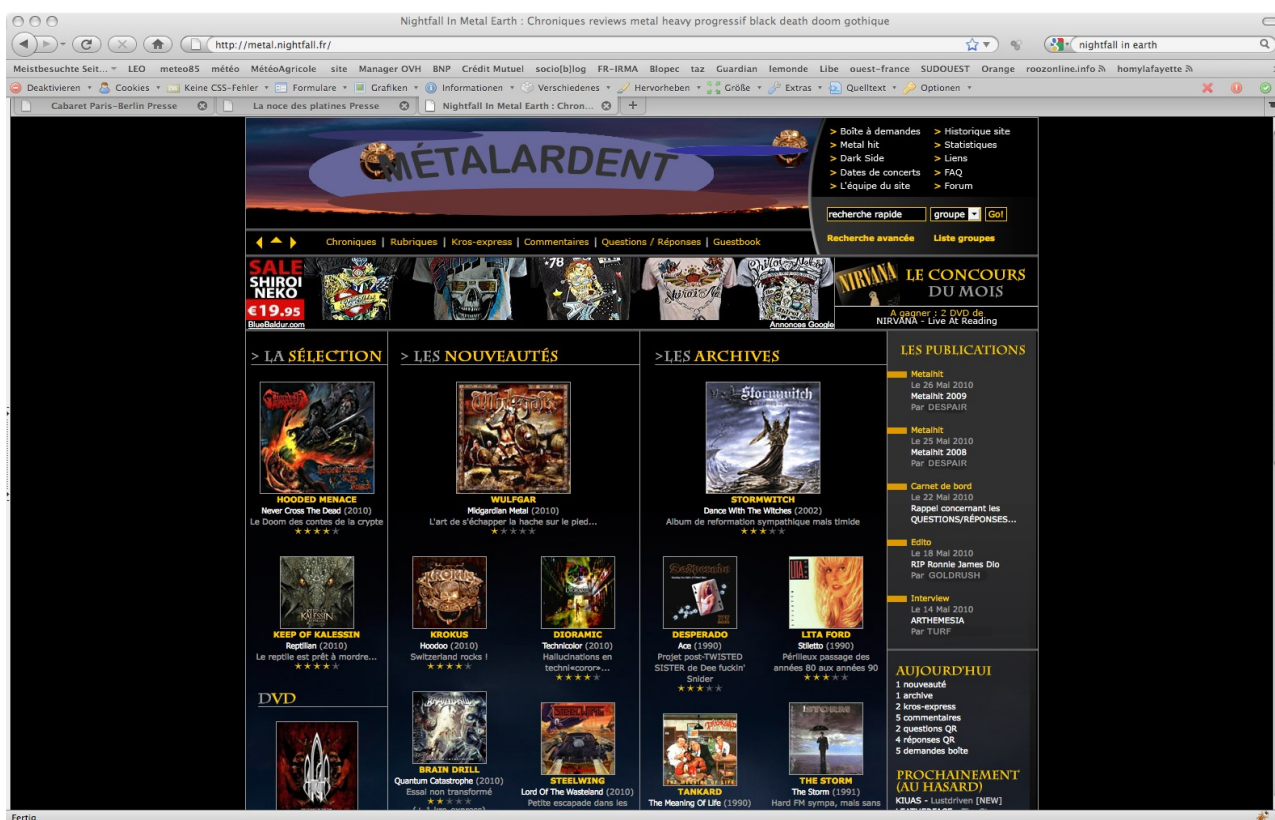 Nightfall In Metal Earth : Chroniques reviews metal heavy progressif black death doom gothique
http://metal.nightfall.fr/
nightfall in earth
Meistbesuchte Seit... LEO meteo85 météo MétéoAgricole site Manager OVH BNP Crédit Mutuel socio[b]log FR-IRMA Blopec taz Guardian lemonde Libe ouest-france SUDOUEST Orange roozonline.info homylafayette
Deaktivieren Cookies Keine CSS-Fehler Formulare Grafiken Informationen Verschiedenes Hervorheben Größe Extras Quelltext Optionen
Cabaret Paris-Berlin Presse La noce des platines Presse Nightfall In Metal Earth : Chron... +
MÉTALARDENT
> Boîte à demandes > Historique site
> Metal hit > Statistiques
> Dark Side > Liens
> Dates de concerts > FAQ
> L'équipe du site > Forum
recherche rapide groupe Go!
Recherche avancée Liste groupes
Chroniques | Rubriques | Kros-express | Commentaires | Questions / Réponses | Guestbook
SALE
SHIROI
NEKO
€19.95
BlueBaldur.com
Annonces Google
NIRVANA
LE CONCOURS
DU MOIS
A gagner : 2 DVD de
NIRVANA - Live At Reading
> LA SÉLECTION
HOODED MENACE
Never Cross The Dead (2010)
Le Doom des contes de la crypte
KEEP OF KALESSIN
Reptilian (2010)
Le reptile est prêt à mordre...
DVD
> LES NOUVEAUTÉS
WULFGAR
Midgardian Metal (2010)
L'art de s'échapper la hache sur le pied...
KROKUS
Hoodoo (2010)
Switzerland rocks !
DIORAMIC
Technicolor (2010)
Hallucinations en
techni«coror»...
BRAIN DRILL
Quantum Catastrophe (2010)
Essai non transformé
STEELWING
Lord Of The Wasteland (2010)
Petite escapade dans les
>LES ARCHIVES
Stormwitch
STORMWITCH
Dance With The Witches (2002)
Album de reformation sympathique mais timide
DESPERADO
Ace (1990)
Projet post-TWISTED
SISTER de Dee fuckin'
Snider
LITA FORD
Stiletto (1990)
Périlleux passage des
années 80 aux années 90
TANKARD
The Meaning Of Life (1990)
THE STORM
The Storm (1991)
Hard FM sympa, mais sans
LES PUBLICATIONS
Metalhit
Le 26 Mai 2010
Metalhit 2009
Par DESPAIR
Metalhit
Le 25 Mai 2010
Metalhit 2008
Par DESPAIR
Carnet de bord
Le 22 Mai 2010
Rappel concernant les
QUESTIONS/RÉPONSES...
Edito
Le 18 Mai 2010
RIP Ronnie James Dio
Par GOLDRUSH
Interview
Le 14 Mai 2010
ARTHEMESIA
Par TURF
AUJOURD'HUI
1 nouveauté
1 archive
2 kros-express
5 commentaires
2 questions QR
4 réponses QR
5 demandes boîte
PROCHAINEMENT
(AU HASARD)
KIUAS - Lustdriven [NEW]
Fertig